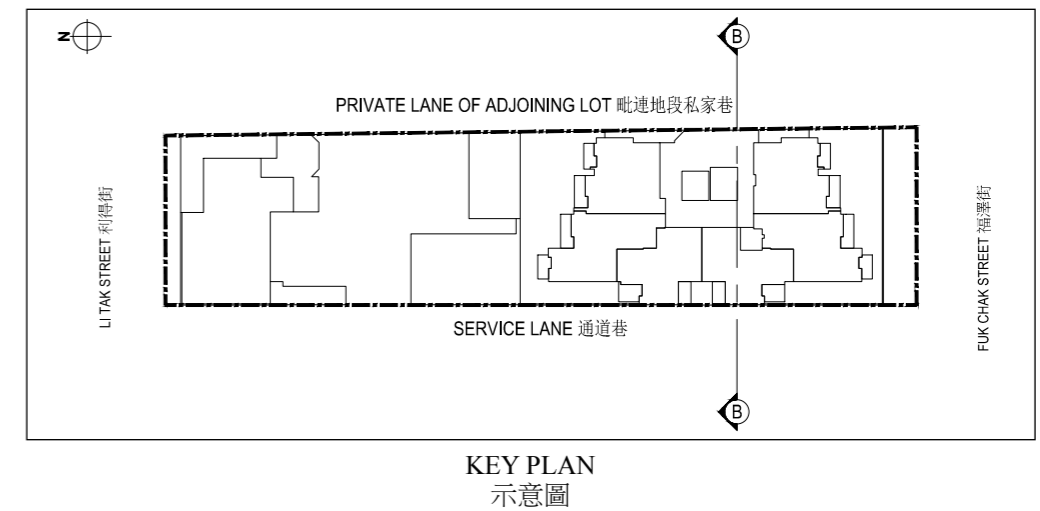 N
B
PRIVATE LANE OF ADJOINING LOT 毗連地段私家巷
LI TAK STREET 利得街
FUK CHAK STREET 福澤街
SERVICE LANE 通道巷
B
KEY PLAN
示意圖